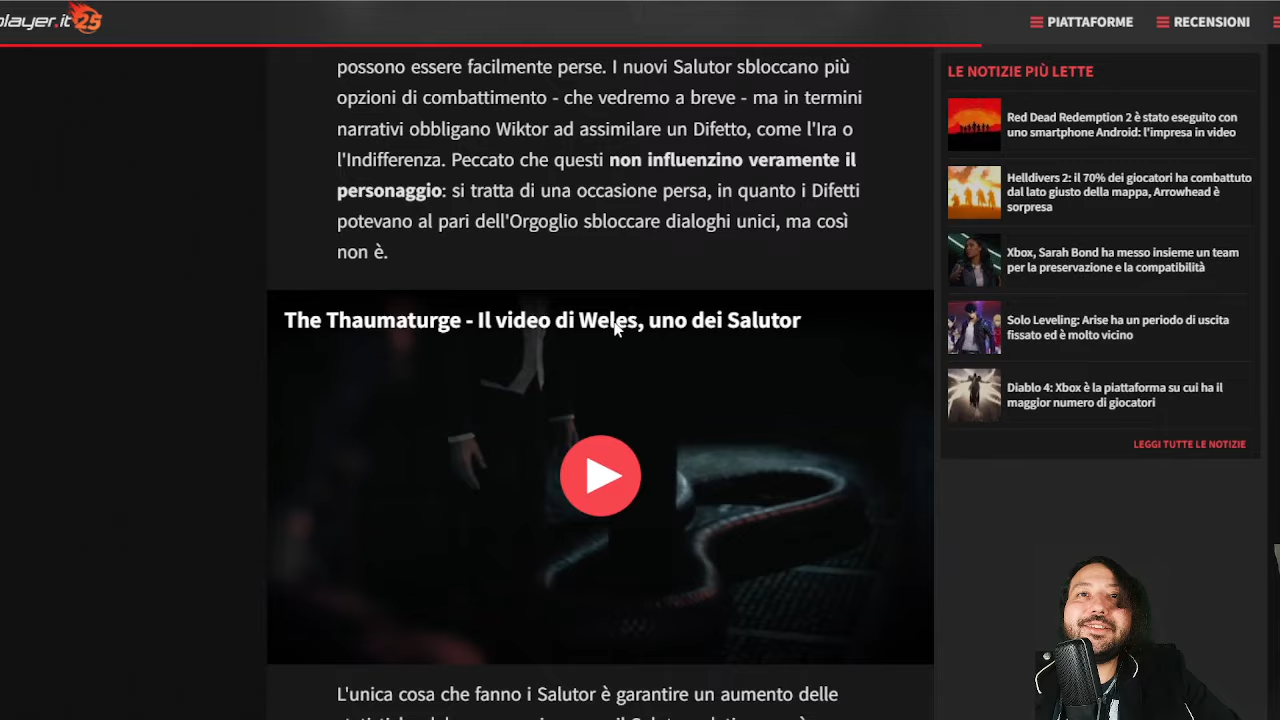 player.it 25
PIATTAFORME
RECENSIONI
possono essere facilmente perse. I nuovi Salutor sbloccano più
opzioni di combattimento - che vedremo a breve - ma in termini
narrativi obbligano Wiktor ad assimilare un Difetto, come l'Ira o
l'Indifferenza. Peccato che questi non influenzino veramente il
personaggio: si tratta di una occasione persa, in quanto i Difetti
potevano al pari dell'Orgoglio sbloccare dialoghi unici, ma così
non è.
The Thaumaturge - Il video di Weles, uno dei Salutor
L'unica cosa che fanno i Salutor è garantire un aumento delle
LE NOTIZIE PIÙ LETTE
Red Dead Redemption 2 è stato eseguito con
uno smartphone Android: l'impresa in video
Helldivers 2: il 70% dei giocatori ha combattuto
dal lato giusto della mappa, Arrowhead è
sorpresa
Xbox, Sarah Bond ha messo insieme un team
per la preservazione e la compatibilità
Solo Leveling: Arise ha un periodo di uscita
fissato ed è molto vicino
Diablo 4: Xbox è la piattaforma su cui ha il
maggior numero di giocatori
LEGGI TUTTE LE NOTIZIE